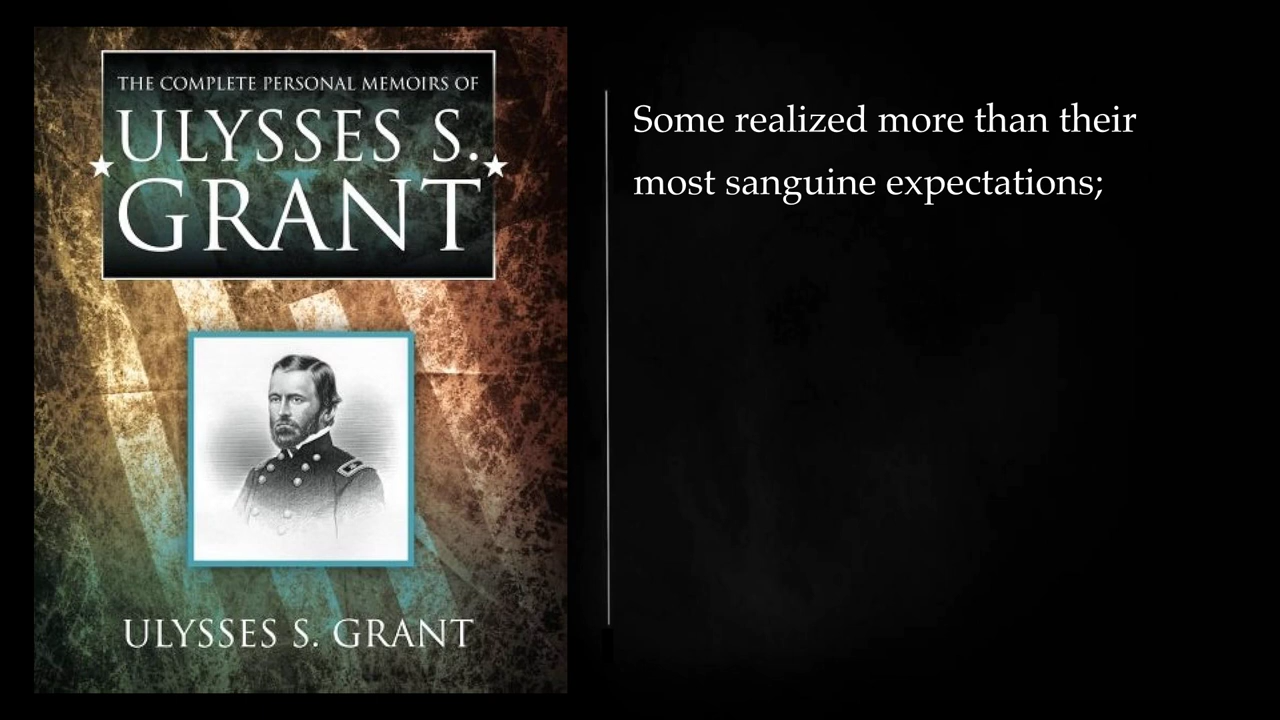 THE COMPLETE PERSONAL MEMOIRS OF
ULYSSES S.
GRANT
ULYSSES S. GRANT
Some realized more than their
most sanguine expectations;